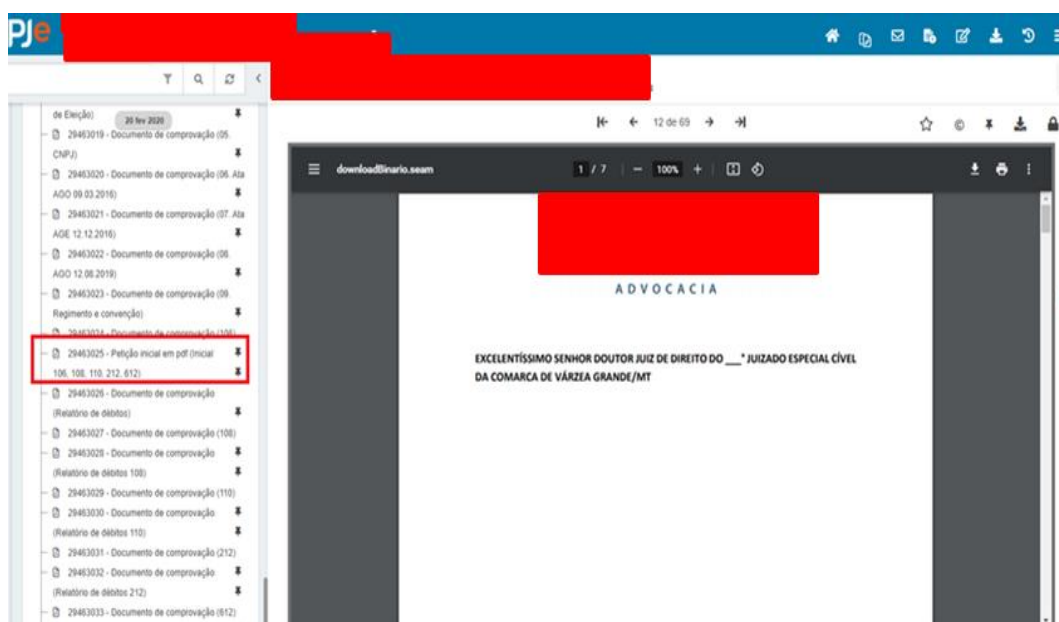 PJe
de Eleição)
20 fev 2020
29463019 - Documento de comprovação (05.
CNPJ)
29463020 - Documento de comprovação (06. Ata
AGO 09.03.2016)
29463021 - Documento de comprovação (07. Ata
AGE 12.12.2016)
29463022 - Documento de comprovação (08.
AGO 12.08.2019)
29463023 - Documento de comprovação (09.
Regimento e convenção)
29463024 - Documento de comprovação (106)
29463025 - Petição inicial em pdf (Inicial
106, 108, 110, 212, 612)
29463026 - Documento de comprovação
(Relatório de débitos)
29463027 - Documento de comprovação (108)
29463028 - Documento de comprovação
(Relatório de débitos 108)
29463029 - Documento de comprovação (110)
29463030 - Documento de comprovação
(Relatório de débitos 110)
29463031 - Documento de comprovação (212)
29463032 - Documento de comprovação
(Relatório de débitos 212)
29463033 - Documento de comprovação (612)
12 de 69
downloadBinario.seam
1 / 7
100%
ADVOCACIA
EXCELENTÍSSIMO SENHOR DOUTOR JUIZ DE DIREITO DO ___° JUIZADO ESPECIAL CÍVEL
DA COMARCA DE VÁRZEA GRANDE/MT